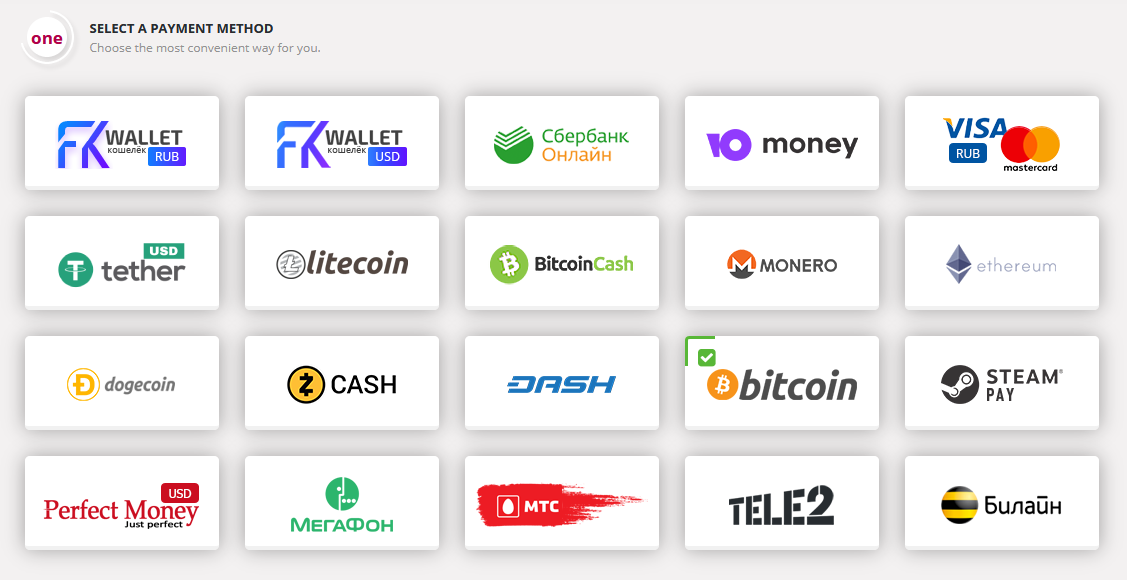 one
SELECT A PAYMENT METHOD
Choose the most convenient way for you.
FK WALLET
кошелёк RUB
FK WALLET
кошелёк USD
Сбербанк
Онлайн
Ю money
VISA
RUB
mastercard
USD
tether
litecoin
BitcoinCash
MONERO
ethereum
dogecoin
CASH
DASH
bitcoin
STEAM®
PAY
USD
Perfect Money
Just perfect
МЕГАФОН
МТС
TELE2
Билайн